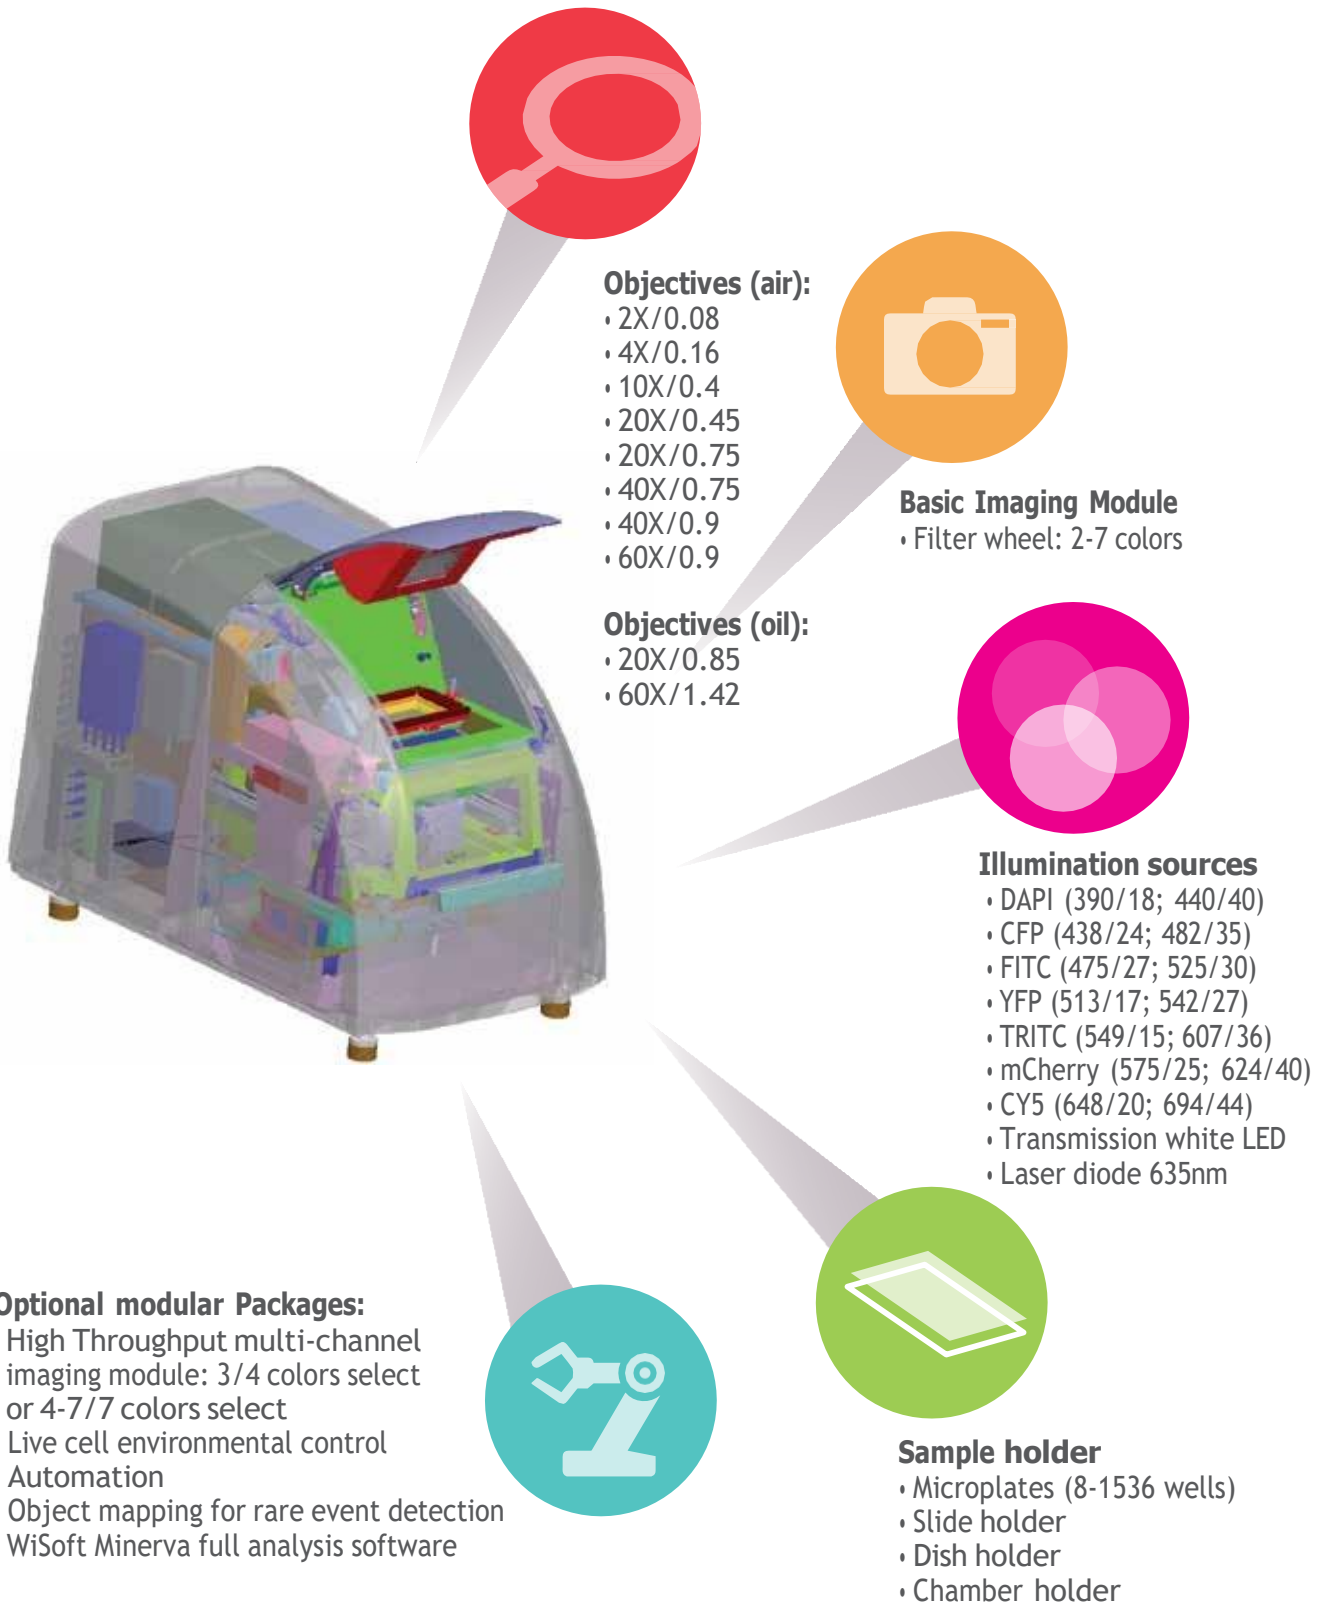 Objectives (air):
• 2X/0.08
• 4X/0.16
• 10X/0.4
• 20X/0.45
• 20X/0.75
• 40X/0.75
• 40X/0.9
• 60X/0.9
Objectives (oil):
• 20X/0.85
• 60X/1.42
Basic Imaging Module
• Filter wheel: 2-7 colors
Illumination sources
• DAPI (390/18; 440/40)
• CFP (438/24; 482/35)
• FITC (475/27; 525/30)
• YFP (513/17; 542/27)
• TRITC (549/15; 607/36)
• mCherry (575/25; 624/40)
• CY5 (648/20; 694/44)
• Transmission white LED
• Laser diode 635nm
Optional modular Packages:
High Throughput multi-channel
imaging module: 3/4 colors select
or 4-7/7 colors select
Live cell environmental control
Automation
Object mapping for rare event detection
WiSoft Minerva full analysis software
Sample holder
• Microplates (8-1536 wells)
• Slide holder
• Dish holder
• Chamber holder